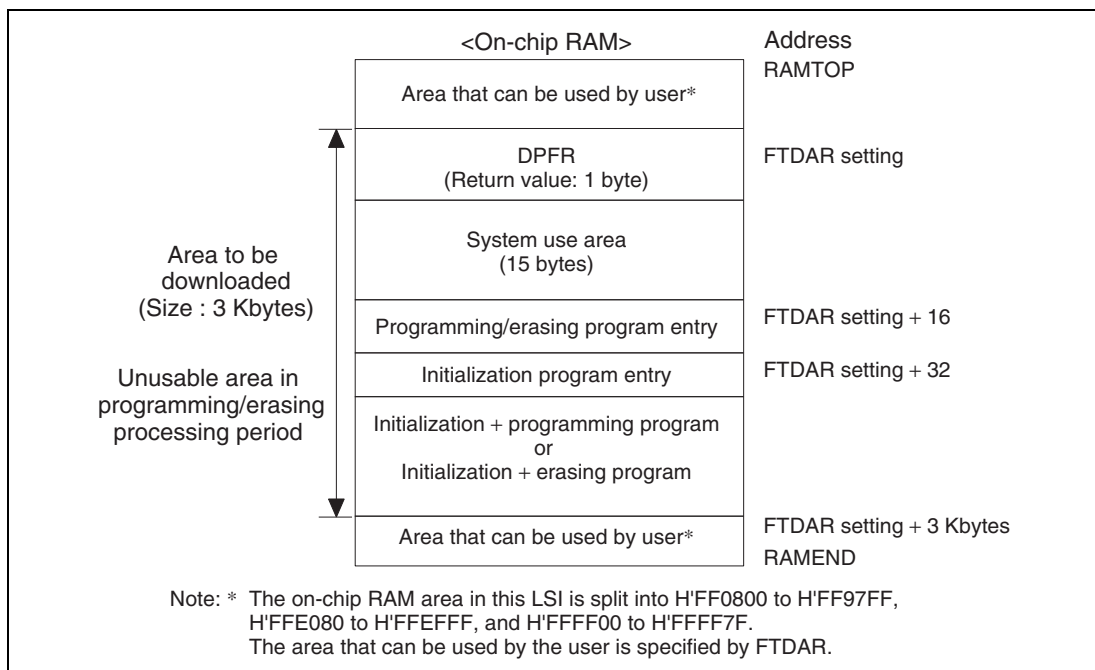 <On-chip RAM>
Address
RAMTOP
Area that can be used by user*
DPFR
(Return value: 1 byte)
FTDAR setting
System use area
(15 bytes)
Area to be
downloaded
(Size : 3 Kbytes)
Programming/erasing program entry
FTDAR setting + 16
Initialization program entry
FTDAR setting + 32
Unusable area in
programming/erasing
processing period
Initialization + programming program
or
Initialization + erasing program
Area that can be used by user*
FTDAR setting + 3 Kbytes
RAMEND
Note: * The on-chip RAM area in this LSI is split into H'FF0800 to H'FF97FF,
H'FFE080 to H'FFEFFF, and H'FFFF00 to H'FFFF7F.
The area that can be used by the user is specified by FTDAR.